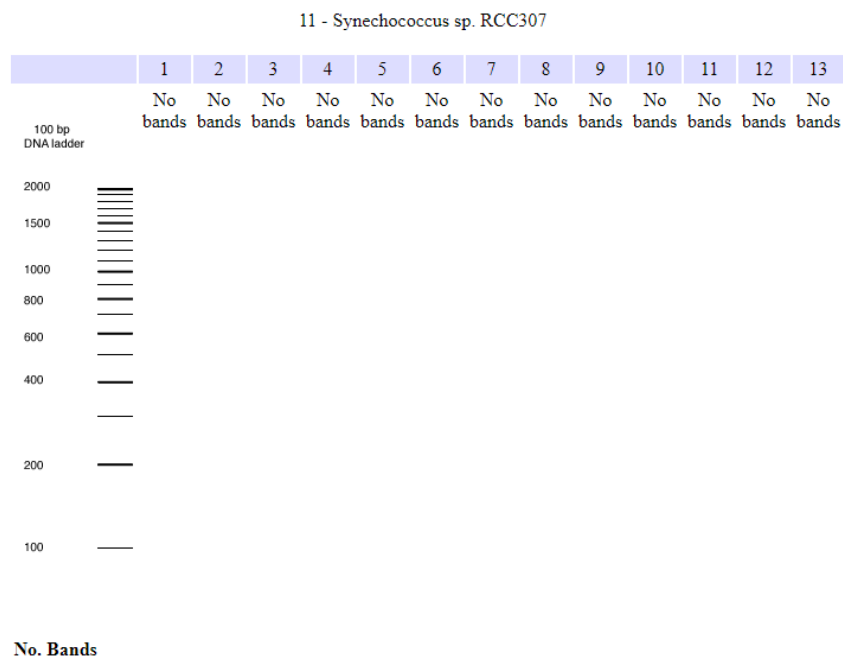 11 - Synechococcus sp. RCC307
1 2 3 4 5 6 7 8 9 10 11 12 13
No No No No No No No No No No No No No
bands bands bands bands bands bands bands bands bands bands bands bands bands
100 bp
DNA ladder
2000
1500
1000
800
600
400
200
100
No. Bands